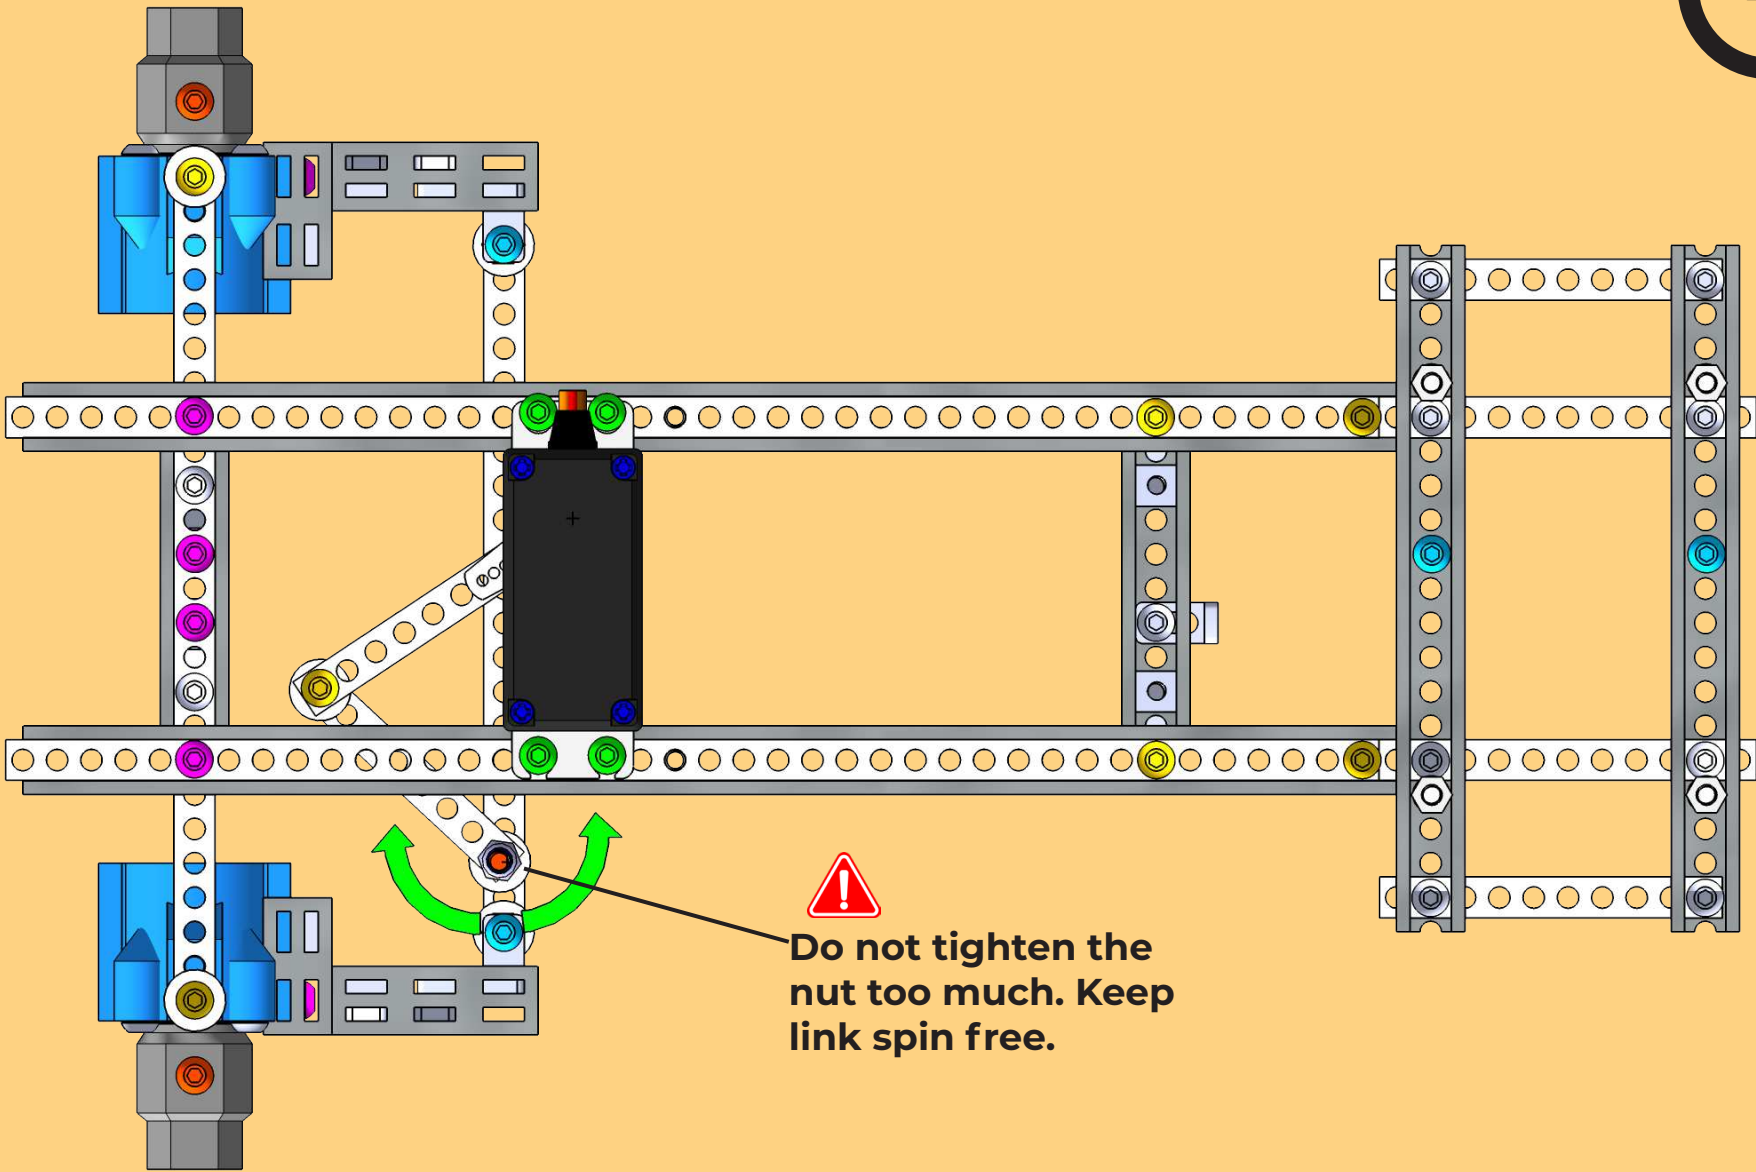 Do not tighten the
nut too much. Keep
link spin free.